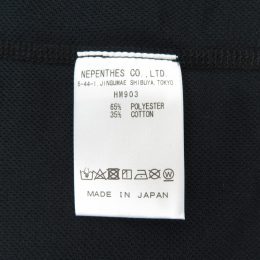 NEPENTHES CO., LTD.
5-44-1, JINGUMAE SHIBUYA, TOKYO
HM903
65% POLYESTER
35% COTTON
MADE IN JAPAN